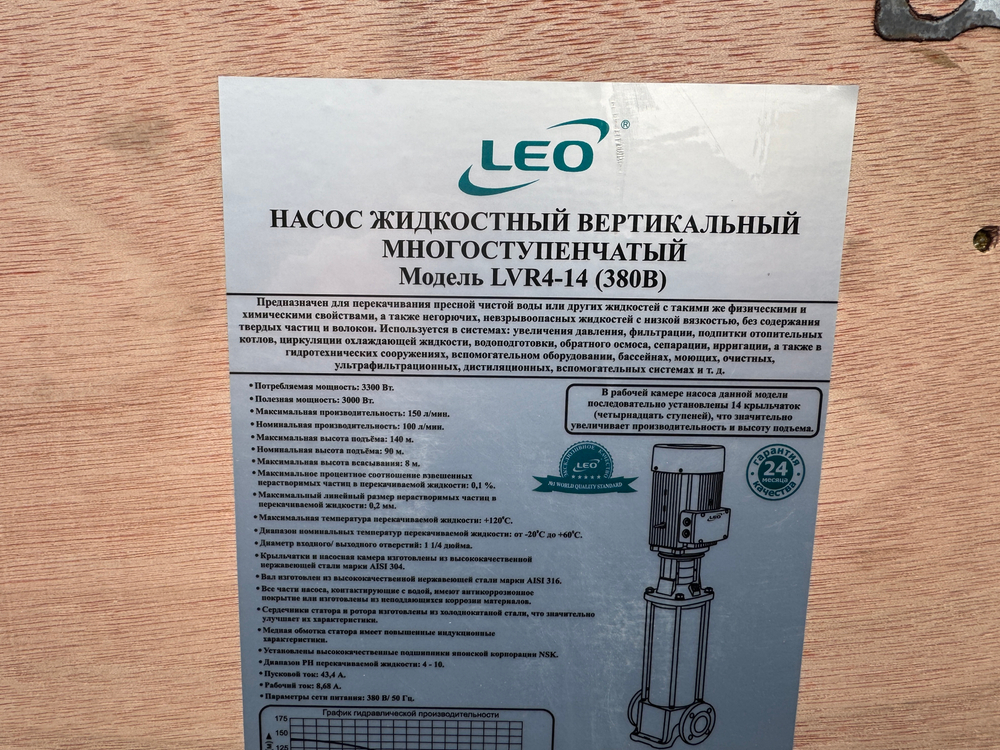 LEO®
НАСОС ЖИДКОСТНЫЙ ВЕРТИКАЛЬНЫЙ
МНОГОСТУПЕНЧАТЫЙ
Модель LVR4-14 (380В)
Предназначен для перекачивания пресной чистой воды или других жидкостей с такими же физическими и
химическими свойствами, а также негорючих, невзрывоопасных жидкостей с низкой вязкостью, без содержания
твердых частиц и волокон. Используется в системах: увеличения давления, фильтрации, подпитки отопительных
котлов, циркуляции охлаждающей жидкости, водоподготовки, обратного осмоса, сепарации, ирригации, а также в
гидротехнических сооружениях, вспомогательном оборудовании, бассейнах, моющих, очистных,
ультрафильтрационных, дистиляционных, вспомогательных системах и т. д.
• Потребляемая мощность: 3300 Вт.
• Полезная мощность: 3000 Вт.
• Максимальная производительность: 150 л/мин.
• Номинальная производительность: 100 л/мин.
• Максимальная высота подъёма: 140 м.
• Номинальная высота подъёма: 90 м.
• Максимальная высота всасывания: 8 м.
• Максимальное процентное соотношение взвешенных
нерастворимых частиц в перекачиваемой жидкости: 0,1 %.
• Максимальный линейный размер нерастворимых частиц в
перекачиваемой жидкости: 0,2 мм.
• Максимальная температура перекачиваемой жидкости: +120°С.
• Диапазон номинальных температур перекачиваемой жидкости: от -20°С до +60°С.
• Диаметр входного/ выходного отверстий: 1 1/4 дюйма.
• Крыльчатки и насосная камера изготовлены из высококачественной
нержавеющей стали марки AISI 304.
• Вал изготовлен из высококачественной нержавеющей стали марки AISI 316.
• Все части насоса, контактирующие с водой, имеют антикоррозионное
покрытие или изготовлены из неподдающихся коррозии материалов.
• Сердечники статора и ротора изготовлены из холоднокатаной стали, что значительно
улучшает их характеристики.
• Медная обмотка статора имеет повышенные индукционные
характеристики.
• Установлены высококачественные подшипники японской корпорации NSK.
• Диапазон РН перекачиваемой жидкости: 4 - 10.
• Пусковой ток: 43,4 А.
• Рабочий ток: 8,68 А.
• Параметры сети питания: 380 В/ 50 Гц.
В рабочей камере насоса данной модели
последовательно установлены 14 крыльчаток
(четырнадцать ступеней), что значительно
увеличивает производительность и высоту подъема.
LEO
№1 WORLD QUALITY STANDARD
гарантия
24
месяца
качества
LEO
График гидравлической производительности
175
150
125